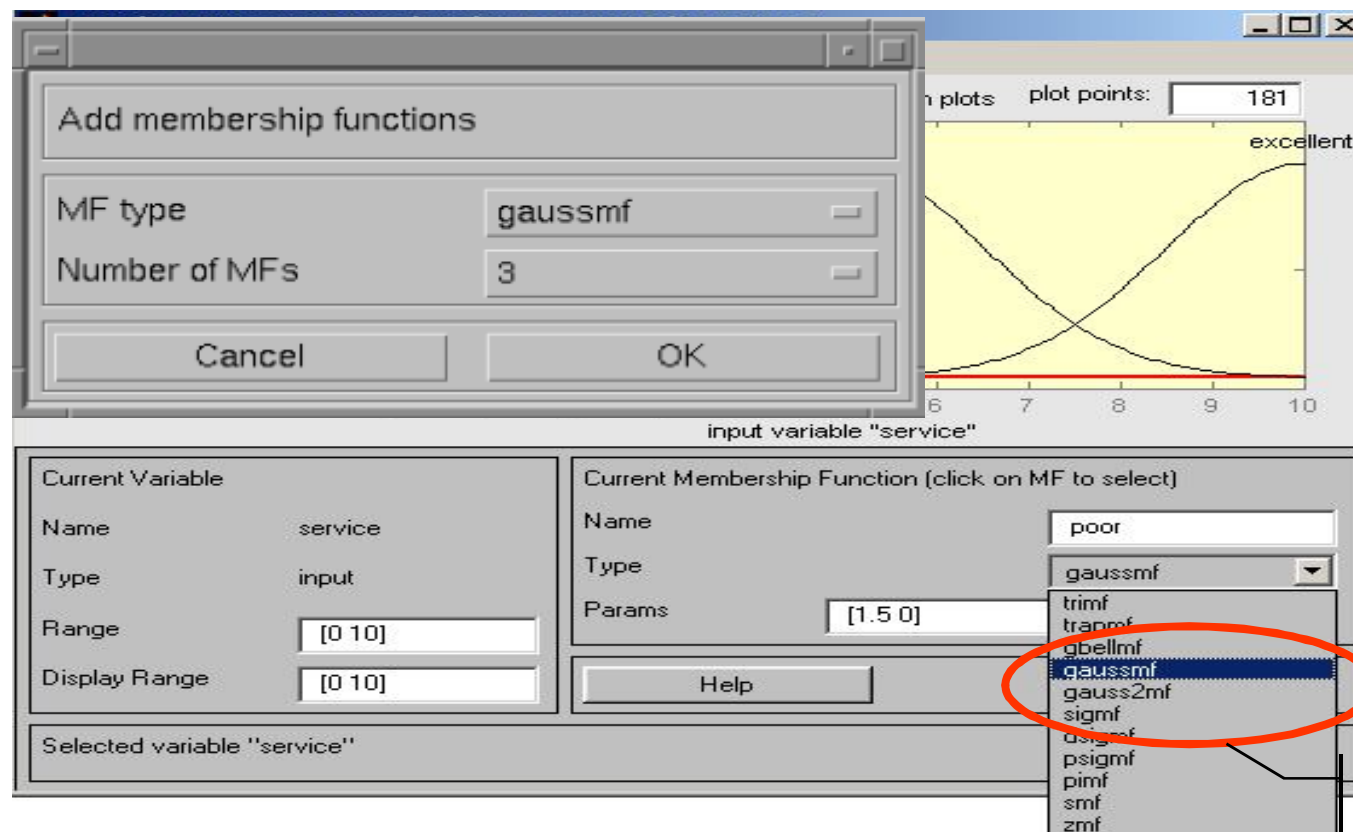 Add membership functions
MF type gaussmf
Number of MFs 3
Cancel OK
plots plot points: 181
excellent
6 7 8 9 10
input variable "service"
Current Variable
Name service
Type input
Range [0 10]
Display Range [0 10]
Current Membership Function (click on MF to select)
Name poor
Type gaussmf
Params [1.5 0]
trimf
trapmf
gbellmf
gaussmf
gauss2mf
sigmf
dsigmf
psigmf
pimf
smf
zmf
Help
Selected variable "service"